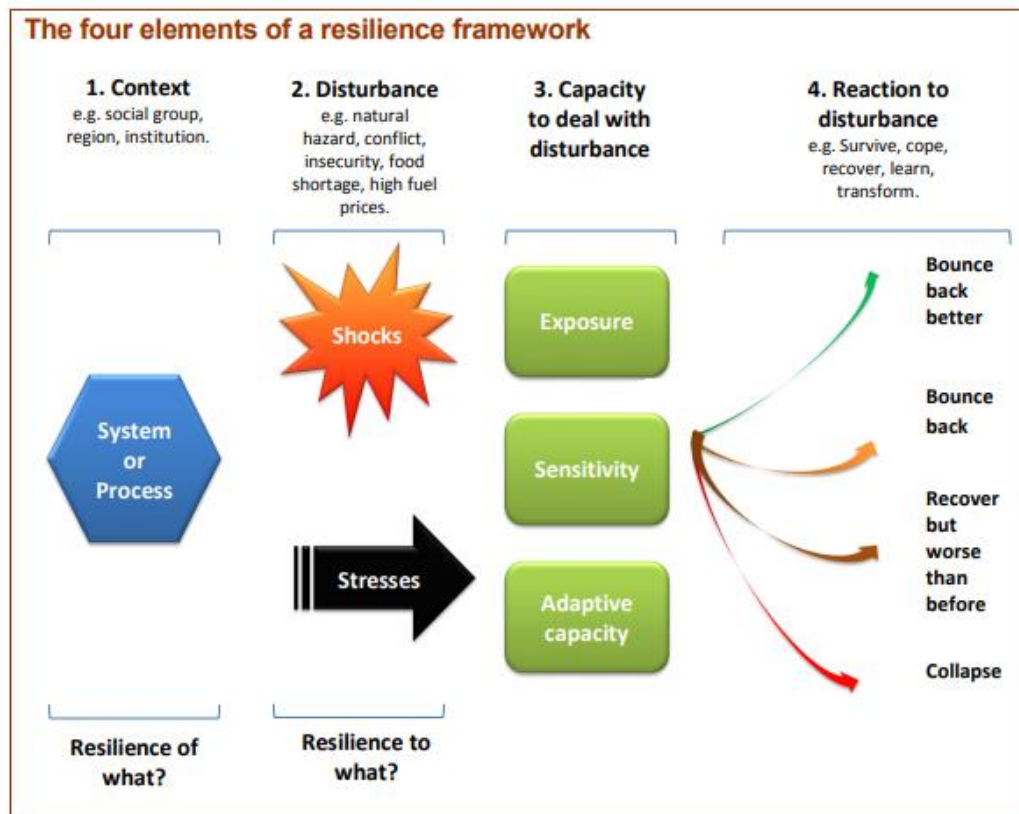 The four elements of a resilience framework
1. Context
e.g. social group,
region, institution.
2. Disturbance
e.g. natural
hazard, conflict,
insecurity, food
shortage, high fuel
prices.
3. Capacity
to deal with
disturbance
4. Reaction to
disturbance
e.g. Survive, cope,
recover, learn,
transform.
System
or
Process
Shocks
Stresses
Exposure
Sensitivity
Adaptive
capacity
Bounce
back
better
Bounce
back
Recover
but
worse
than
before
Collapse
Resilience of
what?
Resilience to
what?